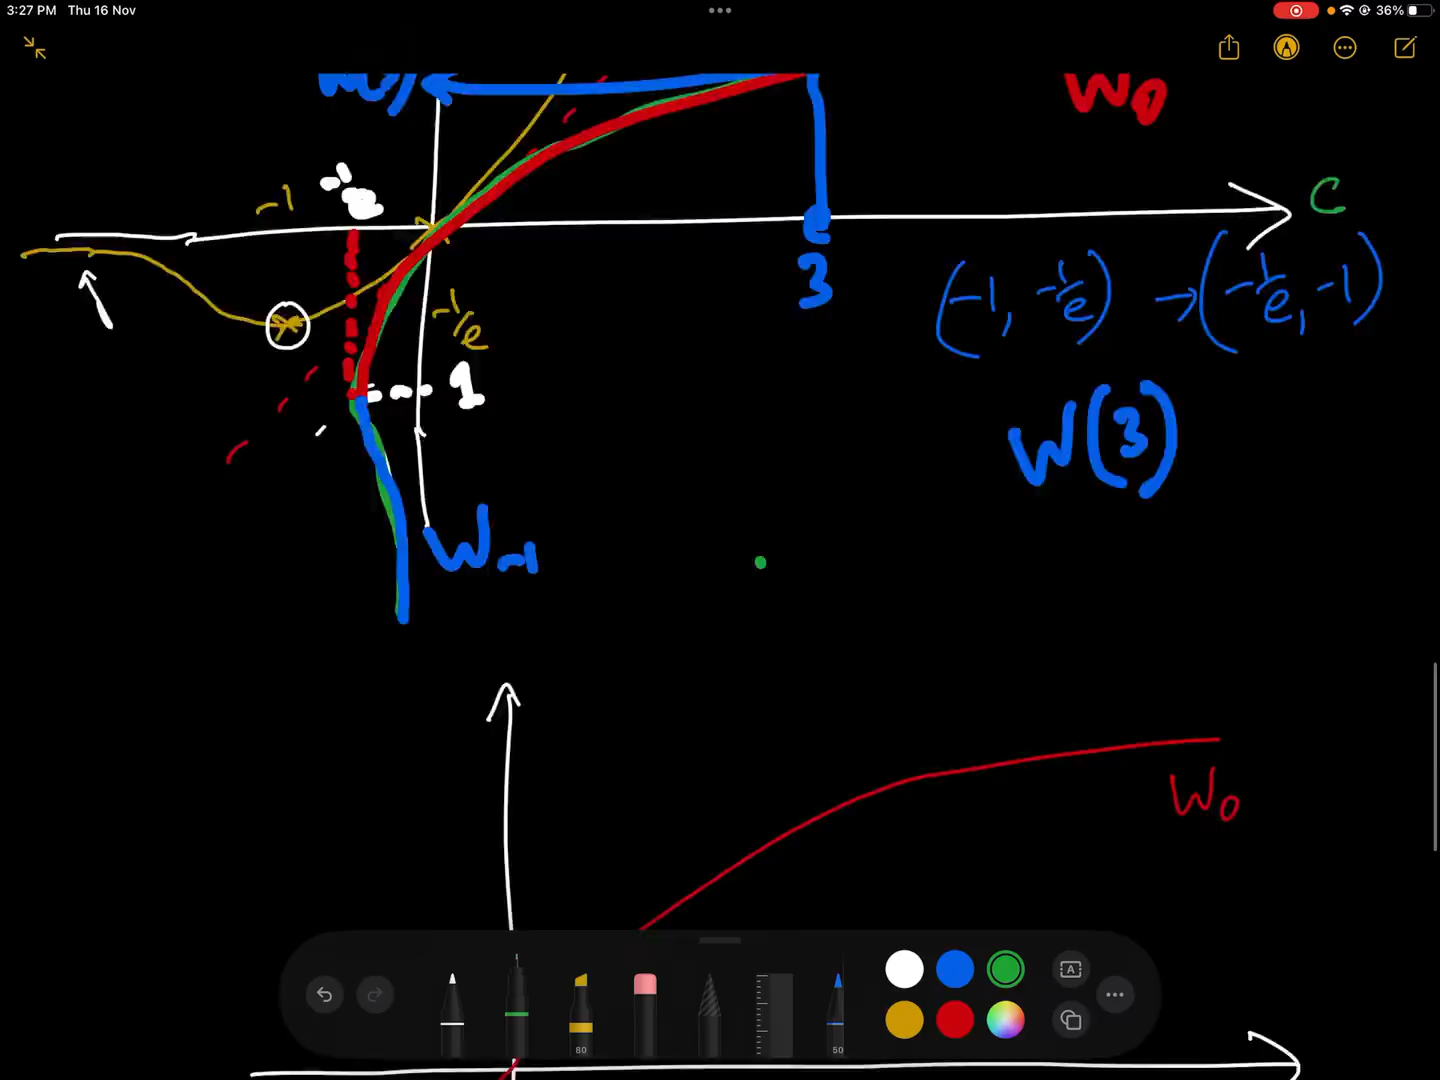 3:27 PM Thu 16 Nov
36%
W₀
-1
C
3
-1/e
(-1, -1/e) → (-1/e, -1)
1
W(3)
W₋₁
W₀
80
50
A